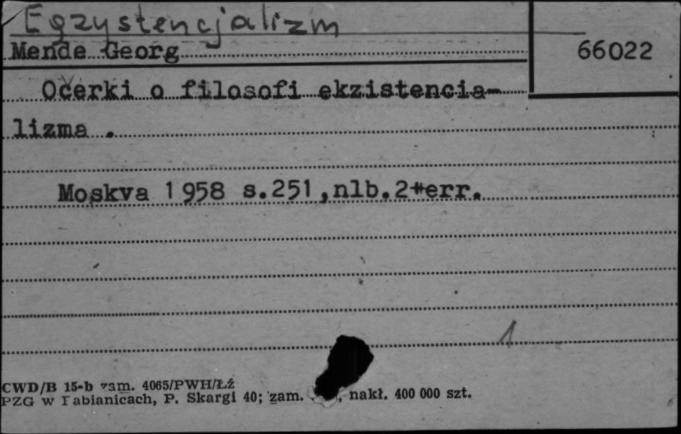 Egzystencjalizm
Mende Georg
66022
Očerki o filosofi ekzistencia-
lizma .
Moskva 1958 s.251,nlb.2+err.
1
CWD/B 15-b zam. 4065/PWH/Łź
PZG w Pabianicach, P. Skargi 40; zam. , nakł. 400 000 szt.